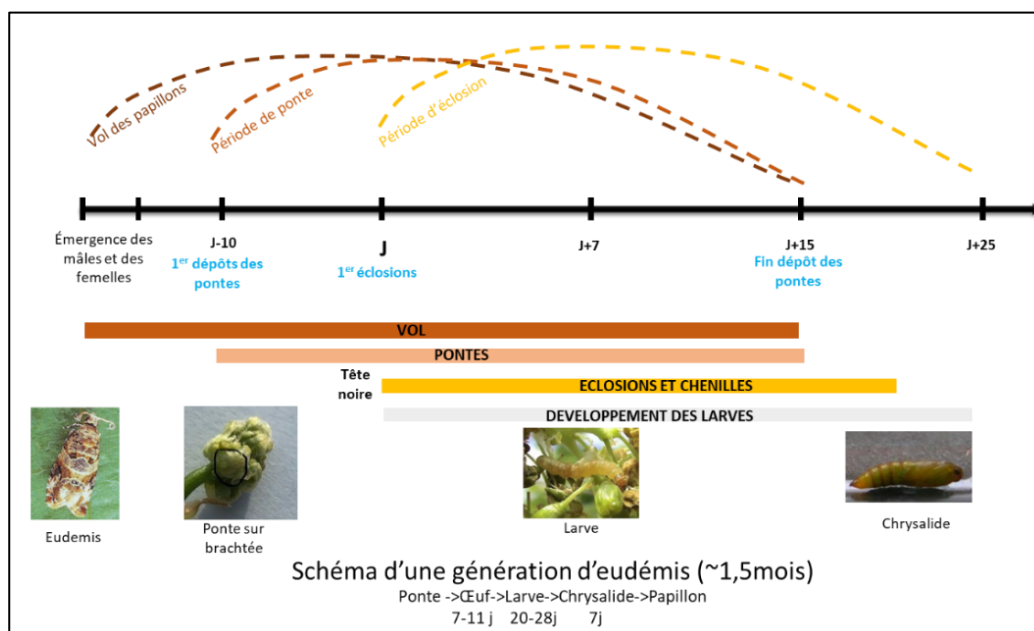 Vol des papillons
Période de ponte
Période d'éclosion
Émergence des
mâles et des
femelles
J-10
1er dépôts des
pontes
J
1er éclosions
J+7
J+15
Fin dépôt des
pontes
J+25
VOL
PONTES
Tête
noire
ECLOSIONS ET CHENILLES
DEVELOPPEMENT DES LARVES
Eudemis
Ponte sur
brachtée
Larve
Chrysalide
Schéma d'une génération d'eudémis (~1,5mois)
Ponte ->Œuf->Larve->Chrysalide->Papillon
7-11 j 20-28j 7j